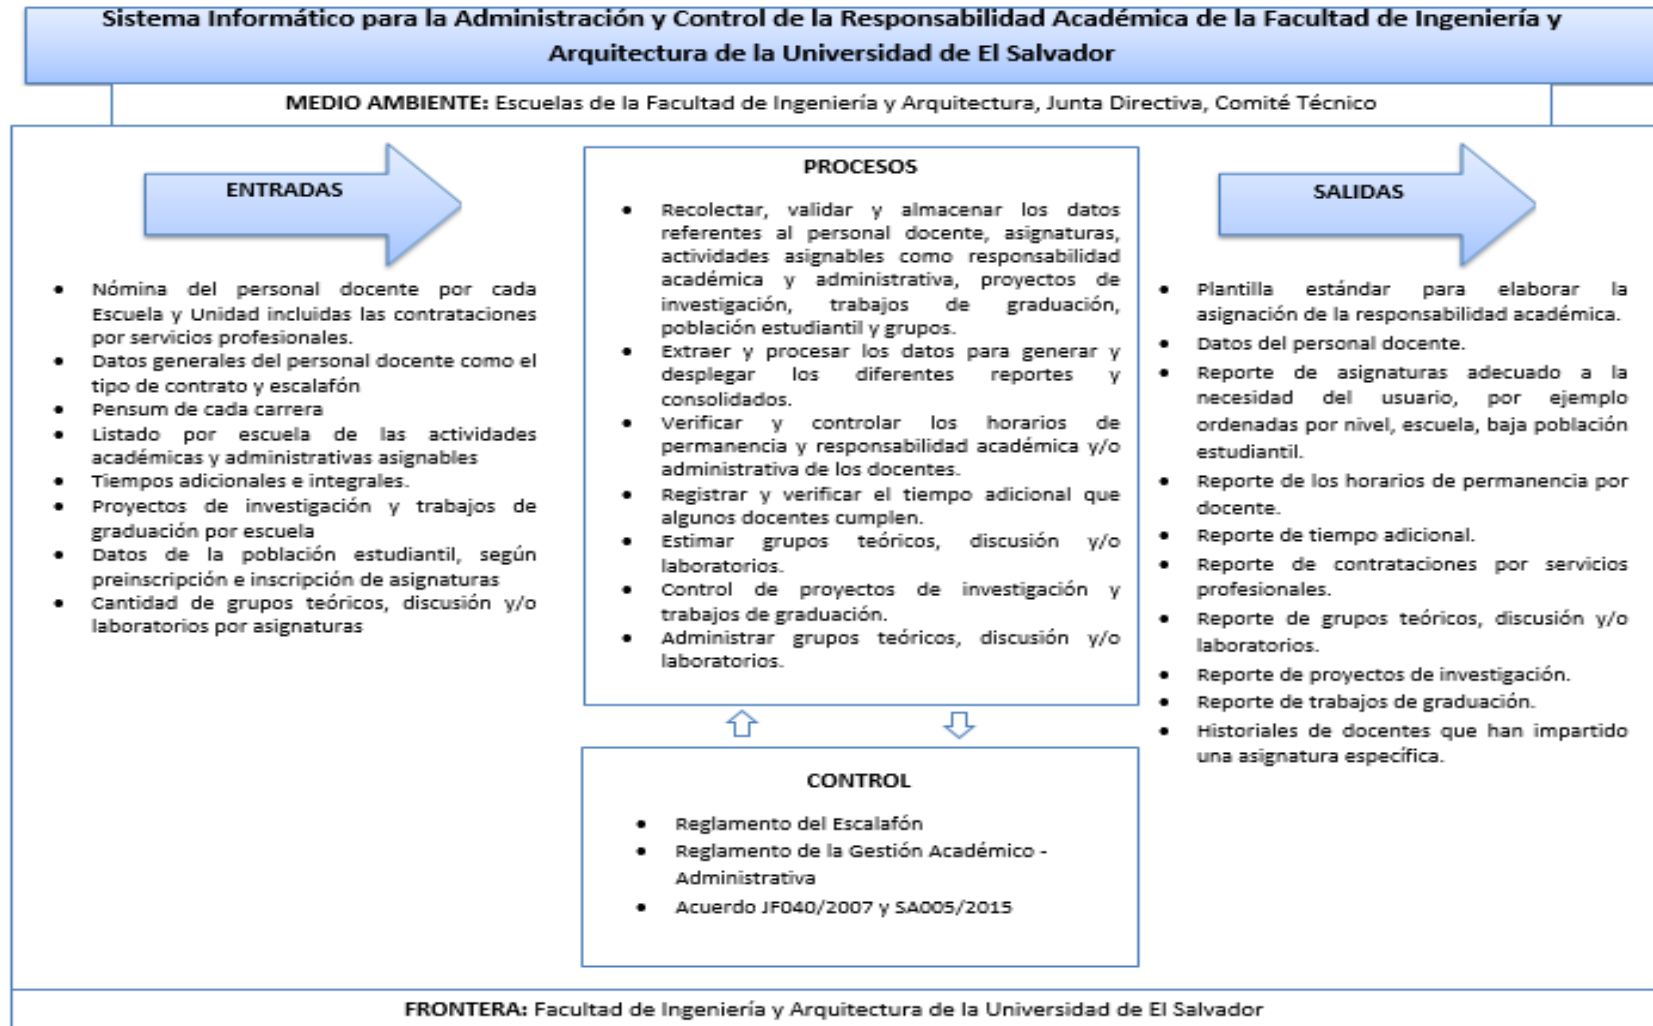 Sistema Informático para la Administración y Control de la Responsabilidad Académica de la Facultad de Ingeniería y
Arquitectura de la Universidad de El Salvador
MEDIO AMBIENTE: Escuelas de la Facultad de Ingeniería y Arquitectura, Junta Directiva, Comité Técnico
ENTRADAS
• Nómina del personal docente por cada
Escuela y Unidad incluidas las contrataciones
por servicios profesionales.
• Datos generales del personal docente como el
tipo de contrato y escalafón
• Pensum de cada carrera
• Listado por escuela de las actividades
académicas y administrativas asignables
• Tiempos adicionales e integrales.
• Proyectos de investigación y trabajos de
graduación por escuela
• Datos de la población estudiantil, según
preinscripción e inscripción de asignaturas
• Cantidad de grupos teóricos, discusión y/o
laboratorios por asignaturas
PROCESOS
• Recolectar, validar y almacenar los datos
referentes al personal docente, asignaturas,
actividades asignables como responsabilidad
académica y administrativa, proyectos de
investigación, trabajos de graduación,
población estudiantil y grupos.
• Extraer y procesar los datos para generar y
desplegar los diferentes reportes y
consolidados.
• Verificar y controlar los horarios de
permanencia y responsabilidad académica y/o
administrativa de los docentes.
• Registrar y verificar el tiempo adicional que
algunos docentes cumplen.
• Estimar grupos teóricos, discusión y/o
laboratorios.
• Control de proyectos de investigación y
trabajos de graduación.
• Administrar grupos teóricos, discusión y/o
laboratorios.
CONTROL
• Reglamento del Escalafón
• Reglamento de la Gestión Académico -
Administrativa
• Acuerdo JF040/2007 y SA005/2015
SALIDAS
• Plantilla estándar para elaborar la
asignación de la responsabilidad académica.
• Datos del personal docente.
• Reporte de asignaturas adecuado a la
necesidad del usuario, por ejemplo
ordenadas por nivel, escuela, baja población
estudiantil.
• Reporte de los horarios de permanencia por
docente.
• Reporte de tiempo adicional.
• Reporte de contrataciones por servicios
profesionales.
• Reporte de grupos teóricos, discusión y/o
laboratorios.
• Reporte de proyectos de investigación.
• Reporte de trabajos de graduación.
• Historiales de docentes que han impartido
una asignatura específica.
FRONTERA: Facultad de Ingeniería y Arquitectura de la Universidad de El Salvador